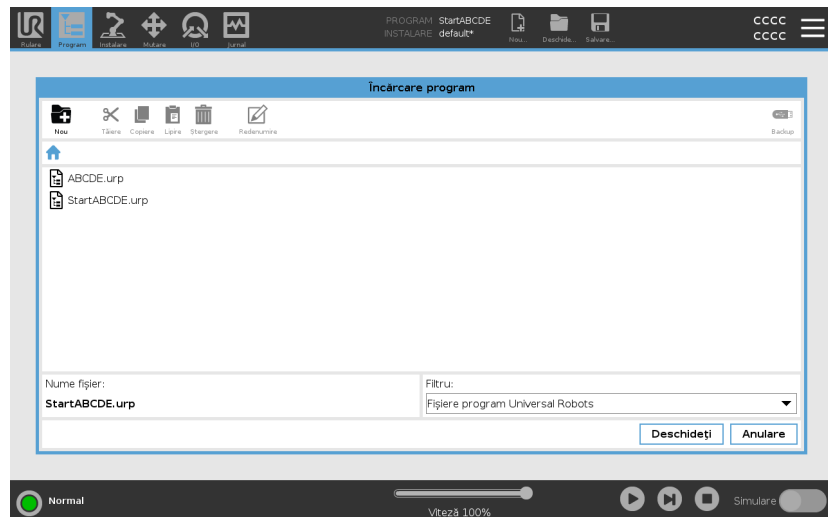 UR
Rulare Program Instalare Mutare I/O Jurnal
PROGRAM StartABCDE
INSTALARE default*
Nou... Deschide... Salvare...
CCCC
CCCC
Încărcare program
Nou Tăiere Copiere Lipire Ștergere Redenumire Backup
ABCDE.urp
StartABCDE.urp
Nume fișier:
StartABCDE.urp
Filtru:
Fișiere program Universal Robots
Deschideți Anulare
Normal
Viteză 100%
Simulare